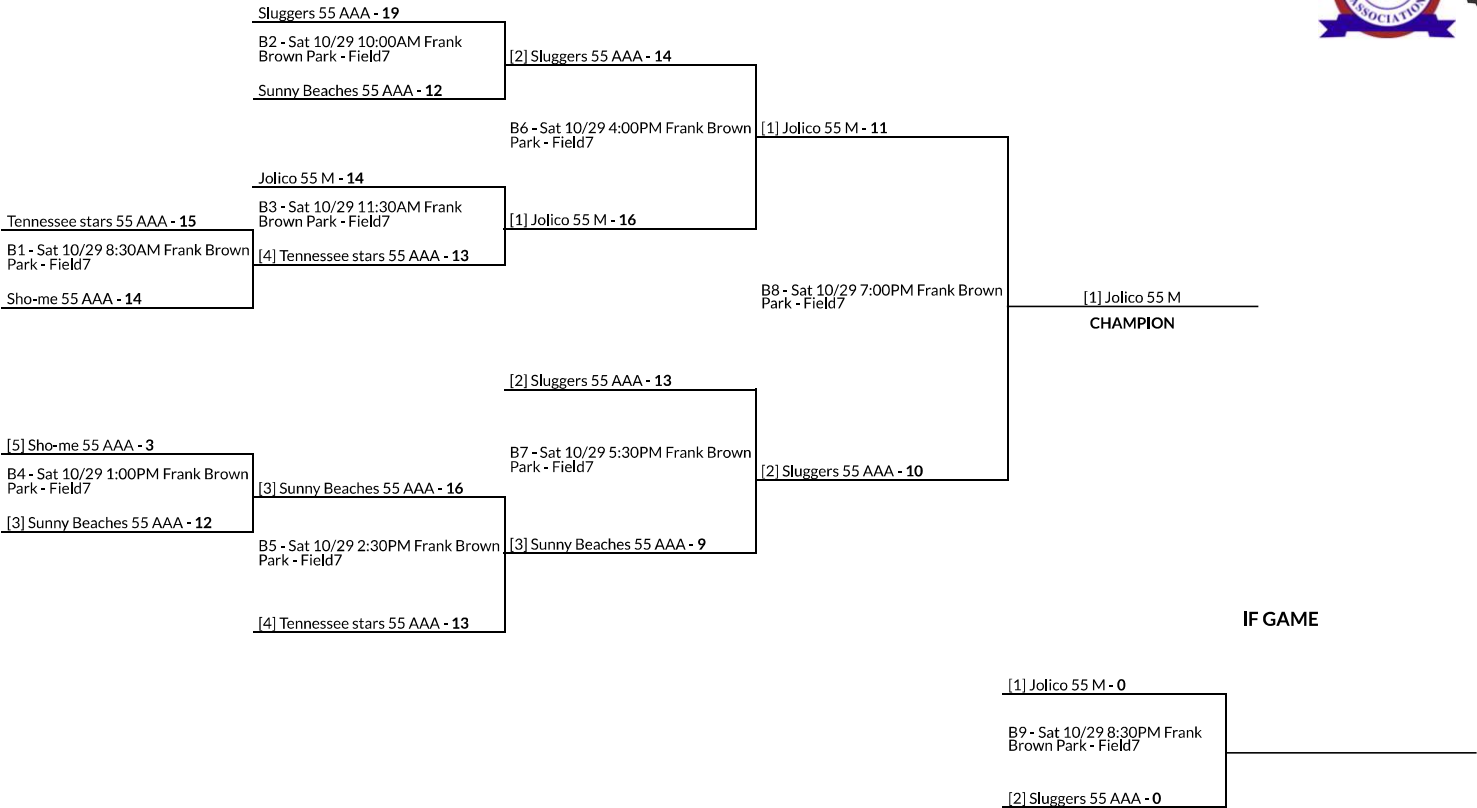 ASSOCIATION
Sluggers 55 AAA - 19
B2 - Sat 10/29 10:00AM Frank
Brown Park - Field7
Sunny Beaches 55 AAA - 12
[2] Sluggers 55 AAA - 14
B6 - Sat 10/29 4:00PM Frank Brown
Park - Field7
[1] Jolico 55 M - 11
Jolico 55 M - 14
B3 - Sat 10/29 11:30AM Frank
Brown Park - Field7
[4] Tennessee stars 55 AAA - 13
[1] Jolico 55 M - 16
Tennessee stars 55 AAA - 15
B1 - Sat 10/29 8:30AM Frank Brown
Park - Field7
Sho-me 55 AAA - 14
B8 - Sat 10/29 7:00PM Frank Brown
Park - Field7
[1] Jolico 55 M
CHAMPION
[2] Sluggers 55 AAA - 13
B7 - Sat 10/29 5:30PM Frank Brown
Park - Field7
[2] Sluggers 55 AAA - 10
[5] Sho-me 55 AAA - 3
B4 - Sat 10/29 1:00PM Frank Brown
Park - Field7
[3] Sunny Beaches 55 AAA - 12
[3] Sunny Beaches 55 AAA - 16
B5 - Sat 10/29 2:30PM Frank Brown
Park - Field7
[4] Tennessee stars 55 AAA - 13
[3] Sunny Beaches 55 AAA - 9
IF GAME
[1] Jolico 55 M - 0
B9 - Sat 10/29 8:30PM Frank
Brown Park - Field7
[2] Sluggers 55 AAA - 0